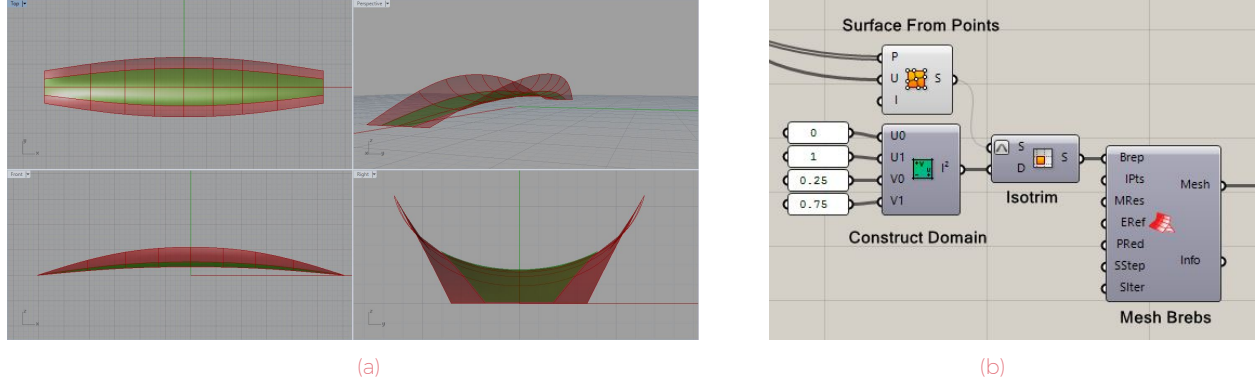 Top
Perspective
Front
Right
Surface From Points
P
U S
I
0 U0
1 U1
0.25 V0 I²
0.75 V1
Construct Domain
S
D S
Isotrim
Brep
IPts
MRes Mesh
ERef
PRed
SStep Info
SIter
Mesh Brebs
(a)
(b)